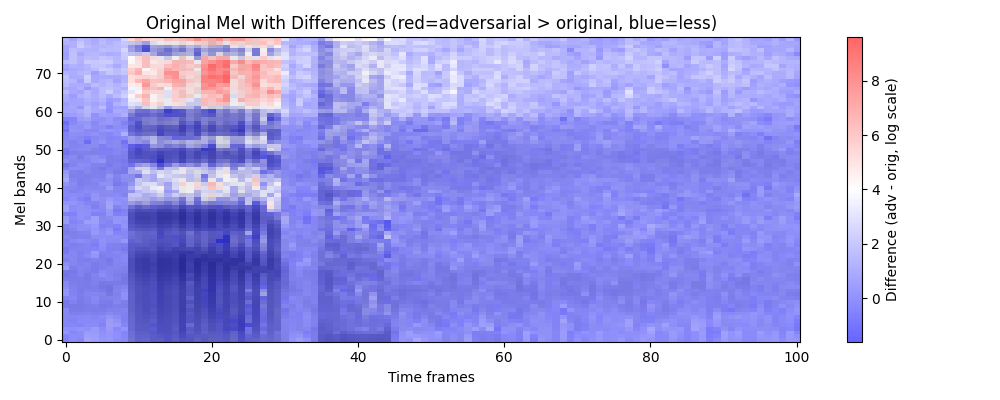 Original Mel with Differences (red=adversarial > original, blue=less)
Mel bands
70
60
50
40
30
20
10
0
0 20 40 60 80 100
Time frames
8
6
4
2
0
Difference (adv - orig, log scale)